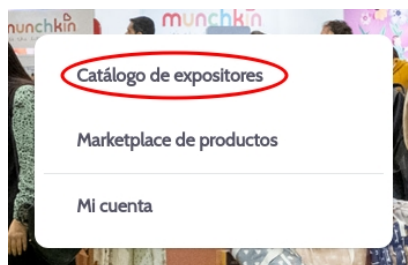 munchkin
munchkin
Catálogo de expositores
Marketplace de productos
Mi cuenta